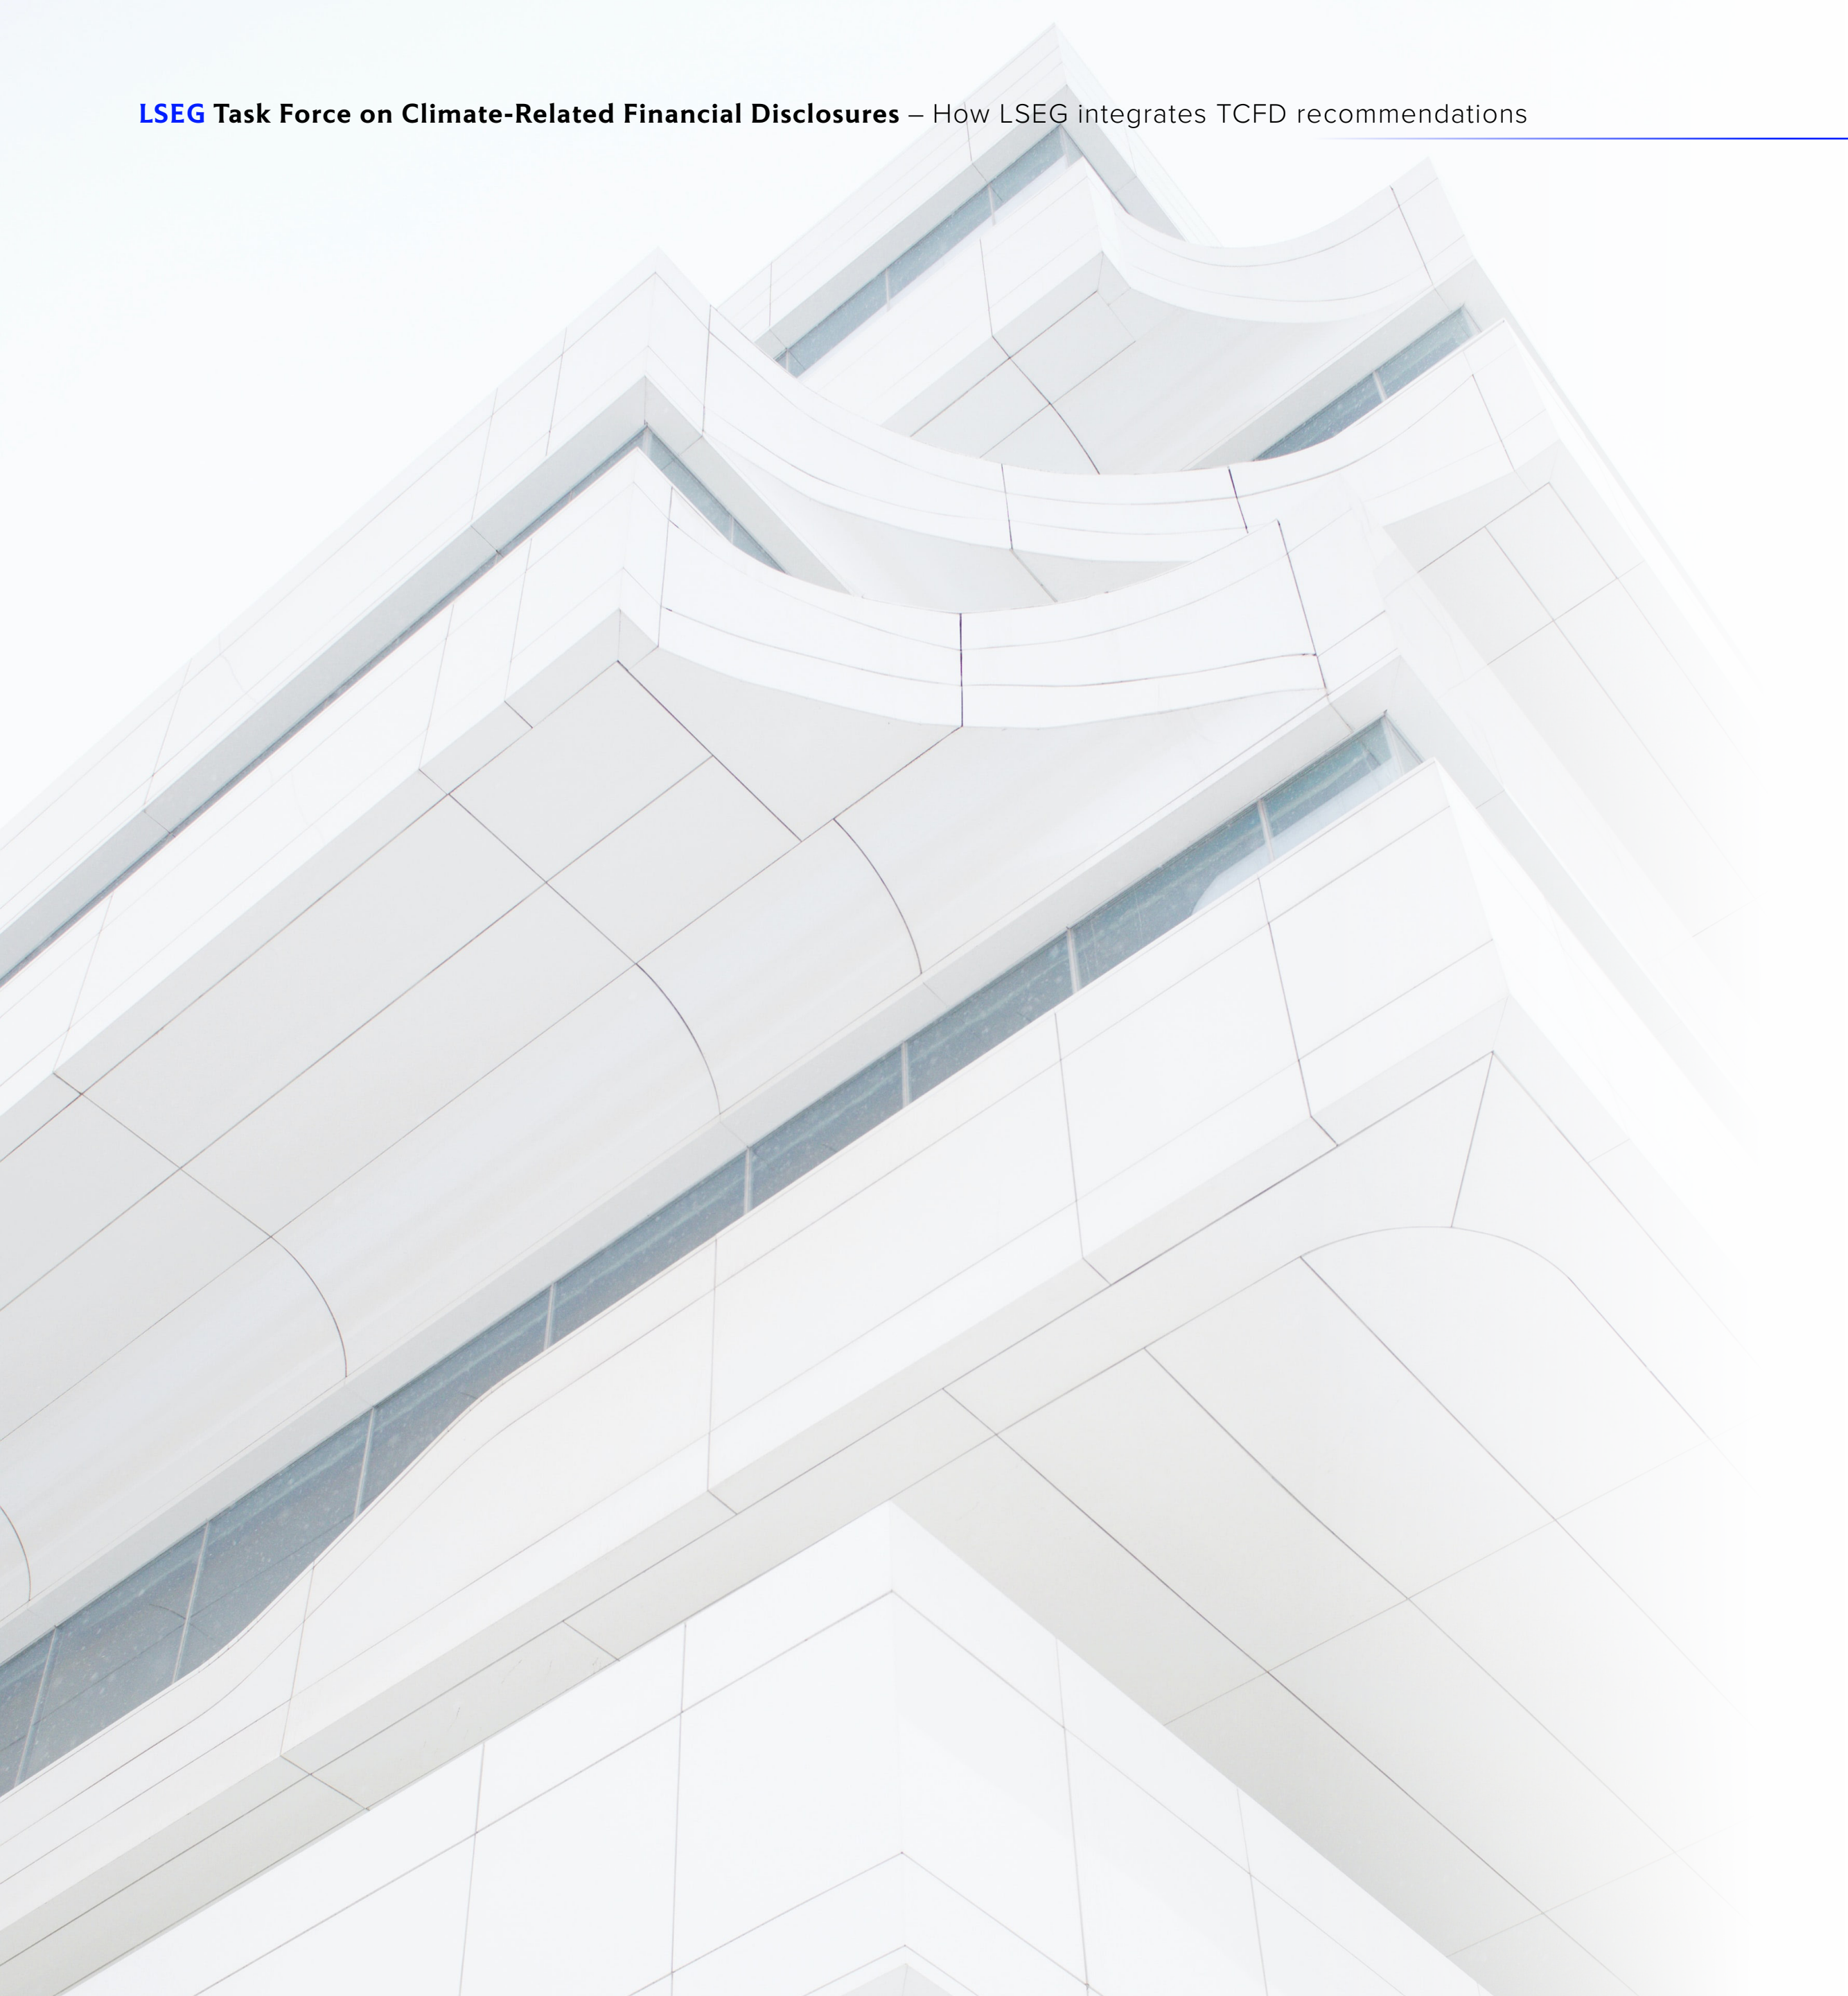 LSEG Task Force on Climate-Related Financial Disclosures – How LSEG integrates TCFD recommendations